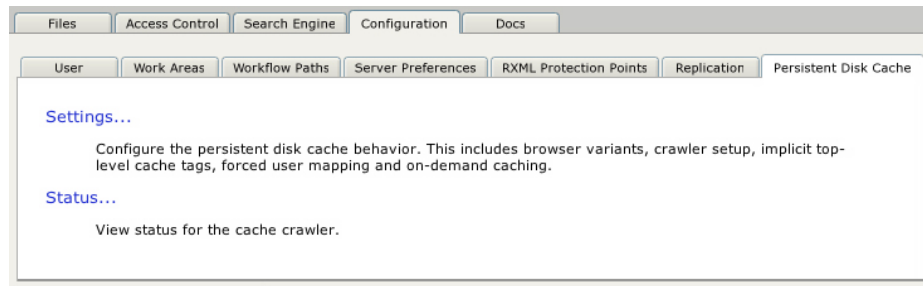 Files Access Control Search Engine Configuration Docs
User Work Areas Workflow Paths Server Preferences RXML Protection Points Replication Persistent Disk Cache
Settings...
Configure the persistent disk cache behavior. This includes browser variants, crawler setup, implicit top-
level cache tags, forced user mapping and on-demand caching.
Status...
View status for the cache crawler.